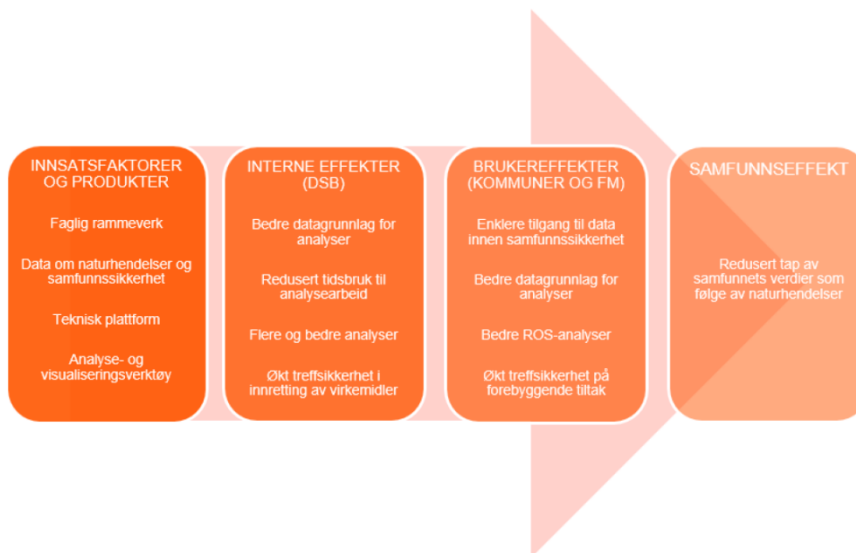 INNSATSFAKTORER
OG PRODUKTER
Faglig rammeverk
Data om naturhendelser og
samfunnssikkerhet
Teknisk plattform
Analyse- og
visualiseringsverktøy
INTERNE EFFEKTER
(DSB)
Bedre datagrunnlag for
analyser
Redusert tidsbruk til
analysearbeid
Flere og bedre analyser
Økt treffsikkerhet i
innretting av virkemidler
BRUKEREFFEKTER
(KOMMUNER OG FM)
Enklere tilgang til data
innen samfunnssikkerhet
Bedre datagrunnlag for
analyser
Bedre ROS-analyser
Økt treffsikkerhet på
forebyggende tiltak
SAMFUNNSEFFEKT
Redusert tap av
samfunnets verdier som
følge av naturhendelser